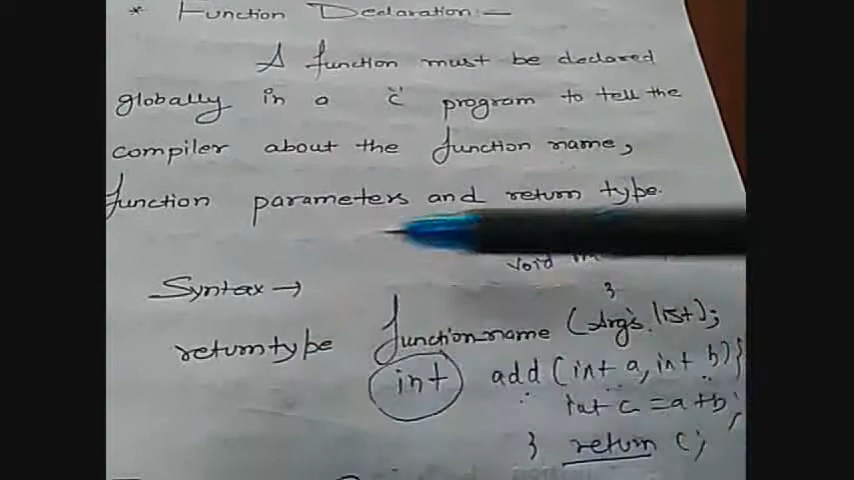 * Function Declaration:-
A function must be declared
globally in a 'c' program to tell the
compiler about the function name,
function parameters and return type.
void
}
Syntax →
returntype function_name (Args. list);
int add (int a, int b) {
int c = a+b;
} return c;